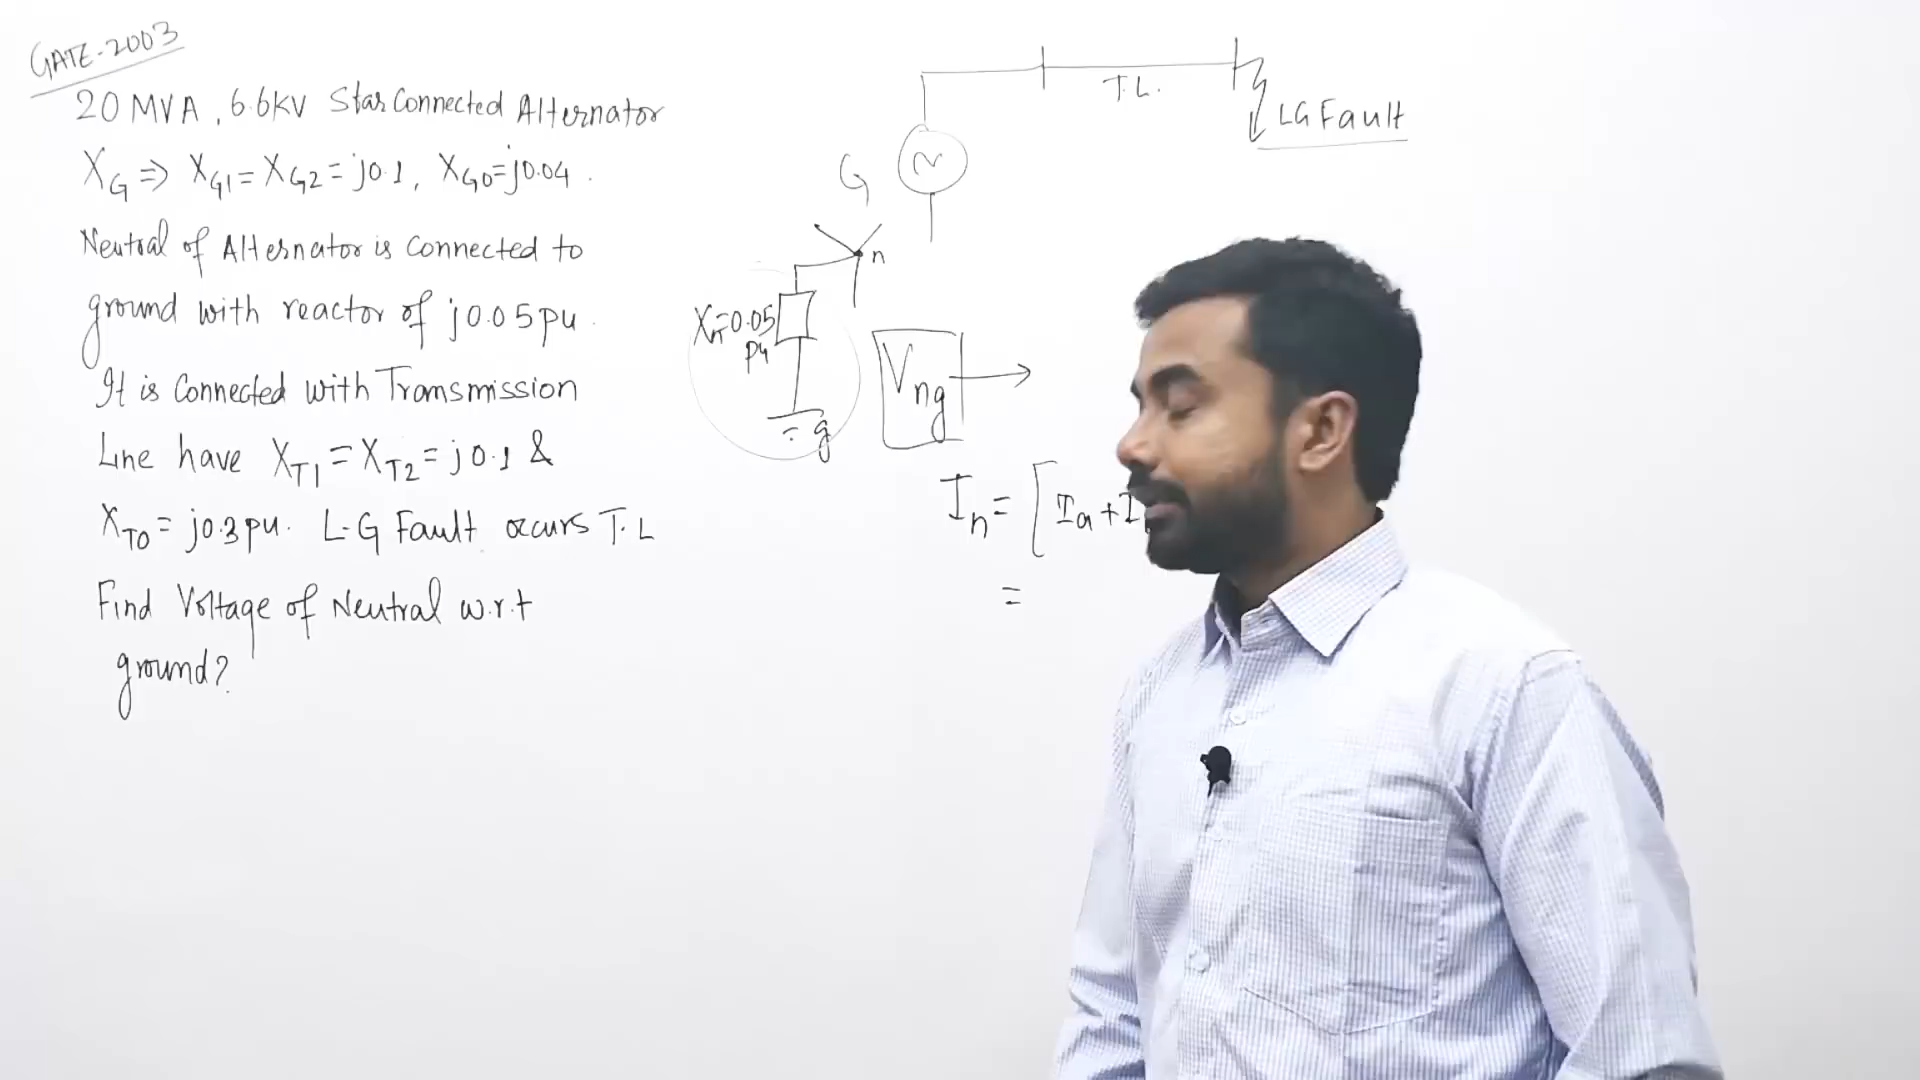 GATE-2003
20 MVA, 6.6KV Star Connected Alternator
XG ⇒ XG1 = XG2 = j0.1, XG0 = j0.04.
Neutral of Alternator is connected to
ground with reactor of j0.05pu.
It is Connected with Transmission
Line have XT1 = XT2 = j0.1 &
XT0 = j0.3pu. L-G Fault occurs T.L
Find Voltage of Neutral w.r.t
ground?
T.L.
LG Fault
G
~
n
Xn=0.05
pu
g
Vng
In = [Ia + I
=